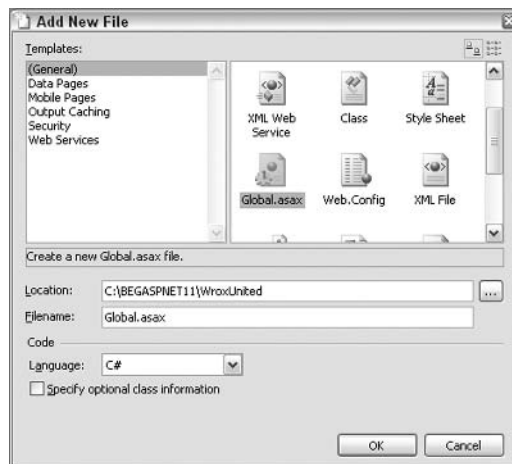 Add New File
Templates:
(General)
Data Pages
Mobile Pages
Output Caching
Security
Web Services
XML Web
Service
Class
Style Sheet
Global.asax
Web.Config
XML File
Create a new Global.asax file.
Location:
C:\BEGASPNET11\WroxUnited
...
Filename:
Global.asax
Code
Language:
C#
Specify optional class information
OK
Cancel